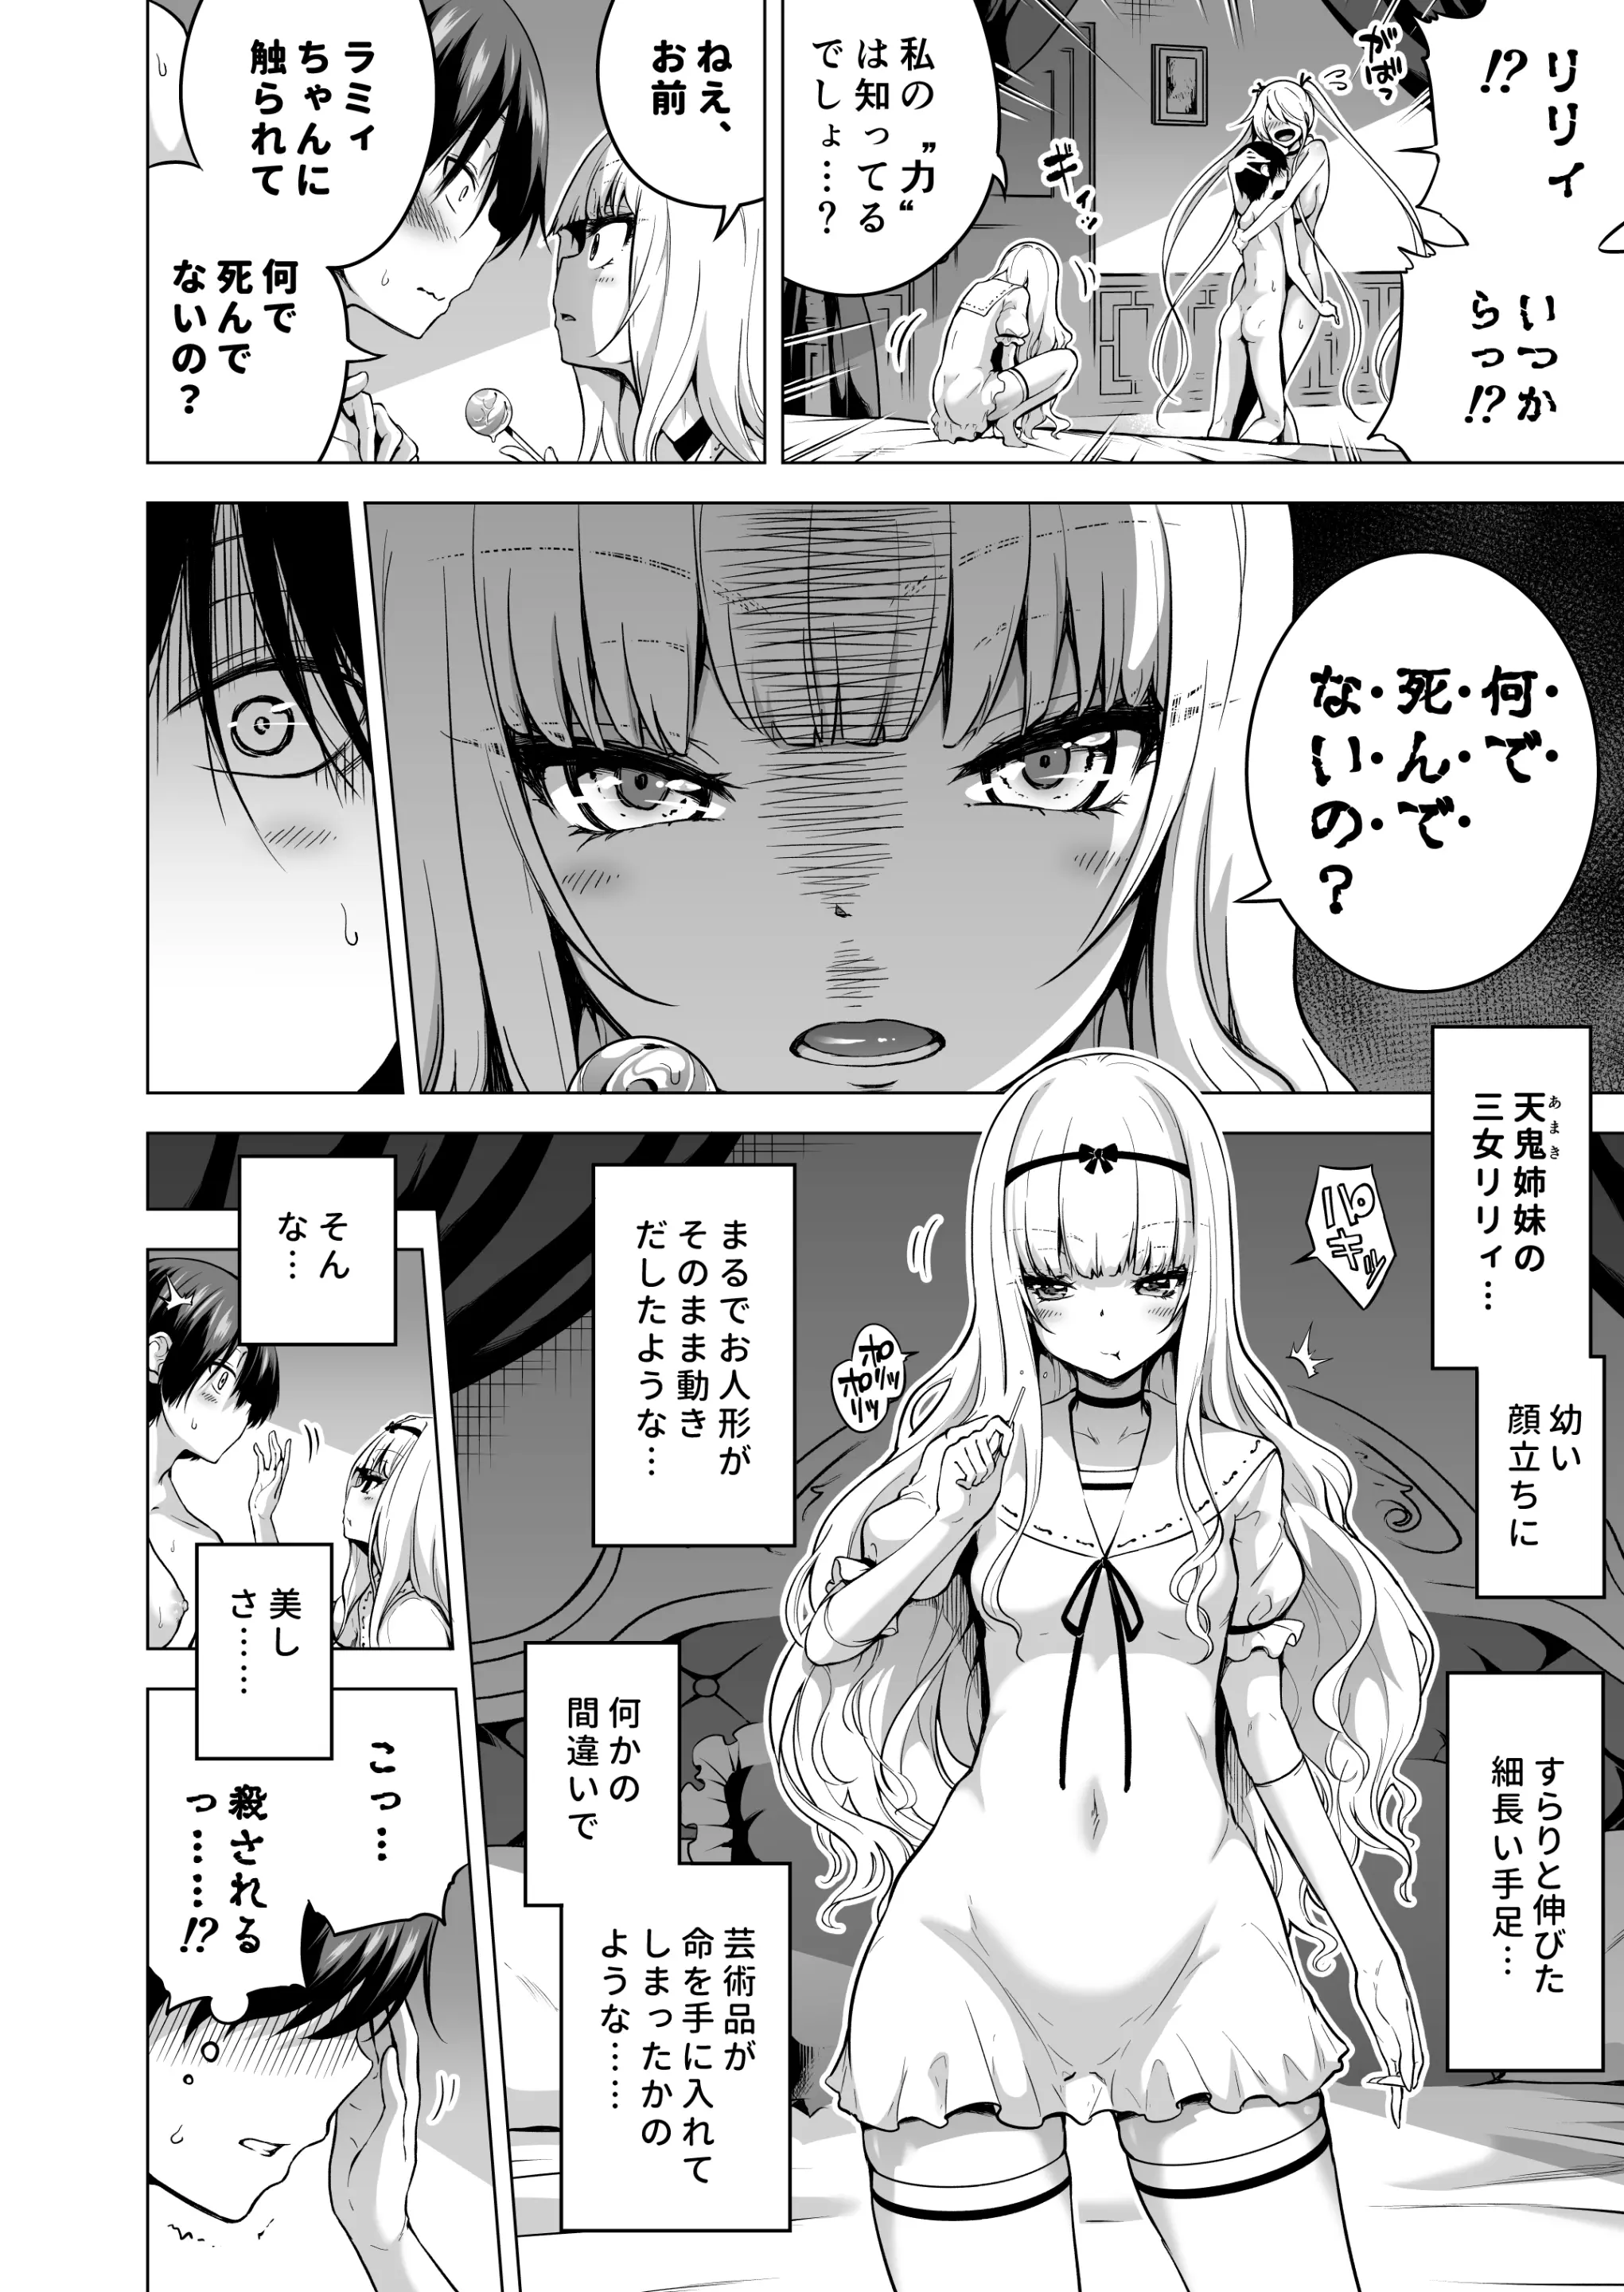 リリィ
!?
いつか
らっ!?
がばっ
ギィッ
私の〝力〟
は知ってる
でしょ…?
ねえ、
お前
ラミィ
ちゃんに
触られて
何で
死んで
ないの?
何で
死んで
ないの?
天鬼姉妹の
あまき
三女リリィ…
幼い
顔立ちに
すらりと伸びた
細長い手足…
パキッ
ポリッ
ポリッ
まるでお人形が
そのまま動き
だしたような…
何かの
間違いで
芸術品が
命を手に入れて
しまったかの
ような……
そん
な…
美し
さ……
こっ…
殺される
っ……!?